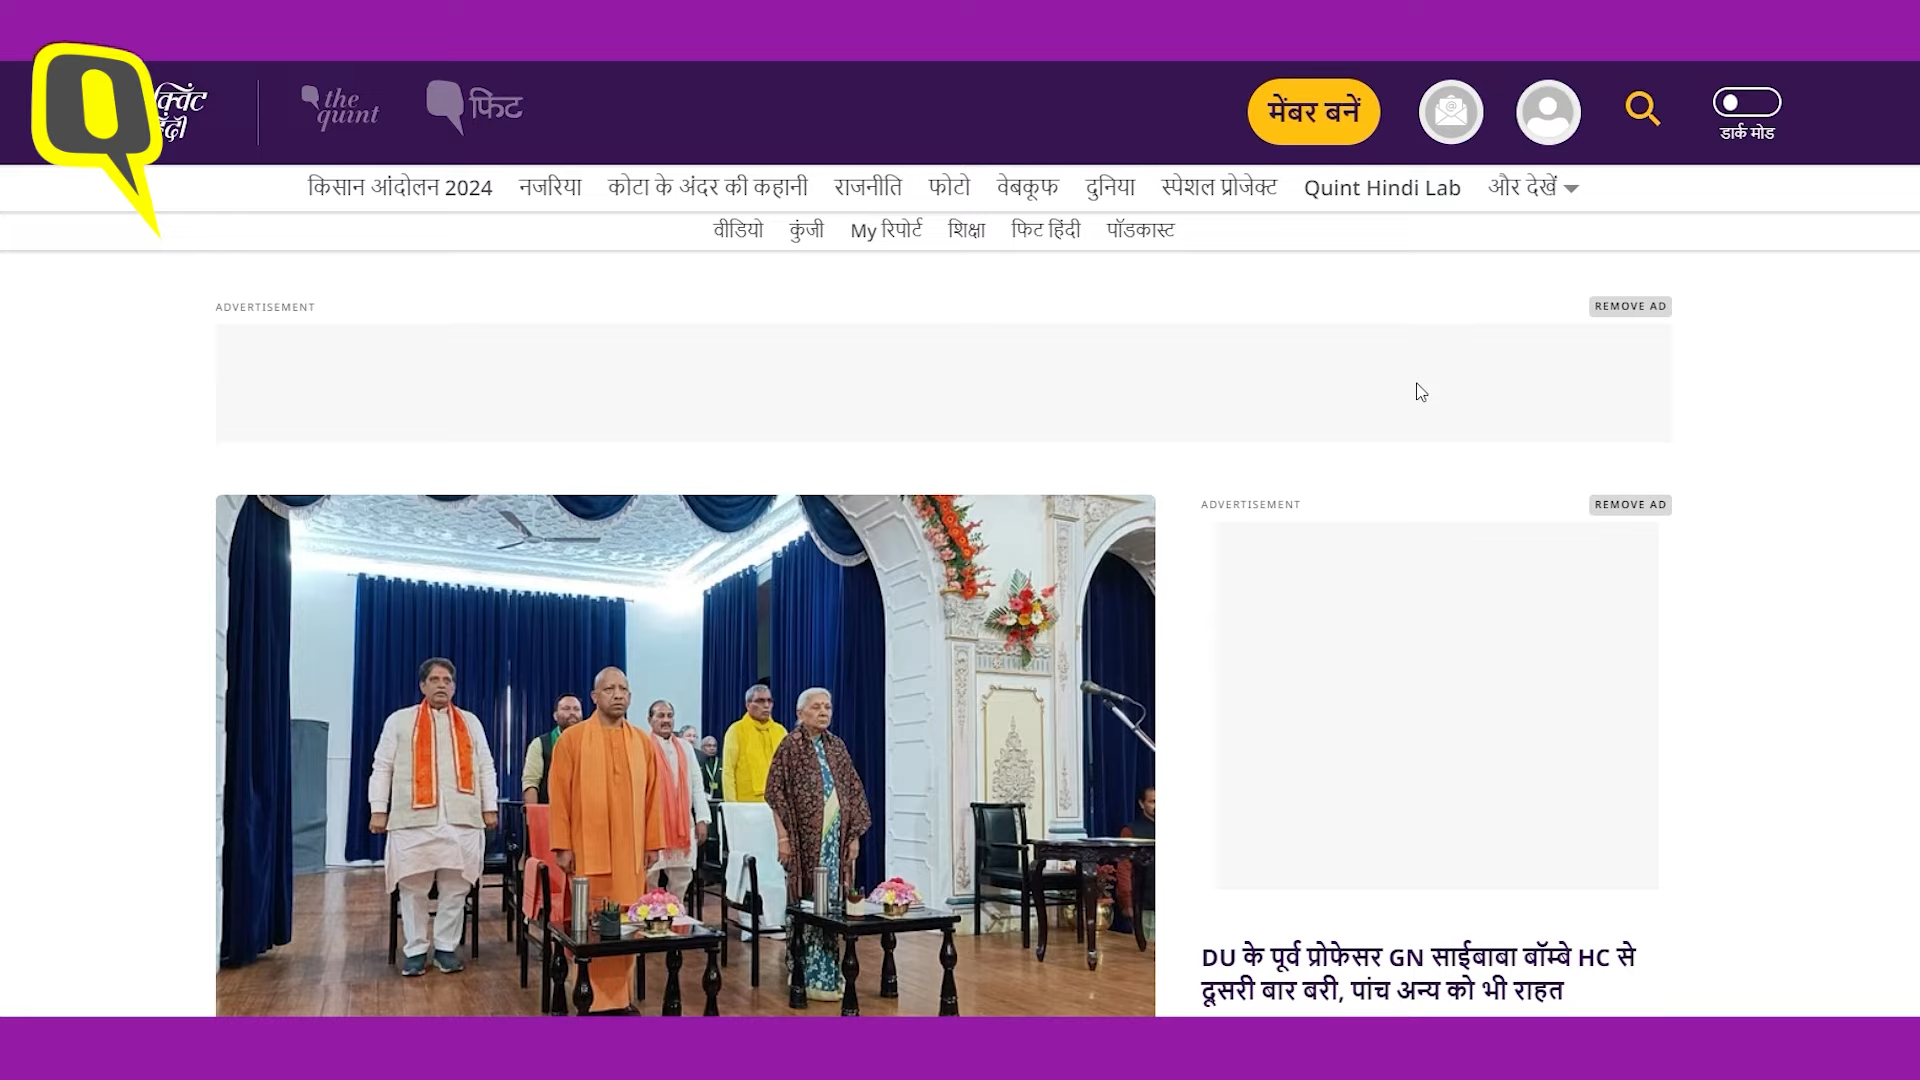 क्विंट
हिंदी
the
quint
फिट
मेंबर बनें
डार्क मोड
किसान आंदोलन 2024 नजरिया कोटा के अंदर की कहानी राजनीति फोटो वेबकूफ दुनिया स्पेशल प्रोजेक्ट Quint Hindi Lab और देखें
वीडियो कुंजी My रिपोर्ट शिक्षा फिट हिंदी पॉडकास्ट
ADVERTISEMENT REMOVE AD
ADVERTISEMENT REMOVE AD
DU के पूर्व प्रोफेसर GN साईबाबा बॉम्बे HC से
दूसरी बार बरी, पांच अन्य को भी राहत